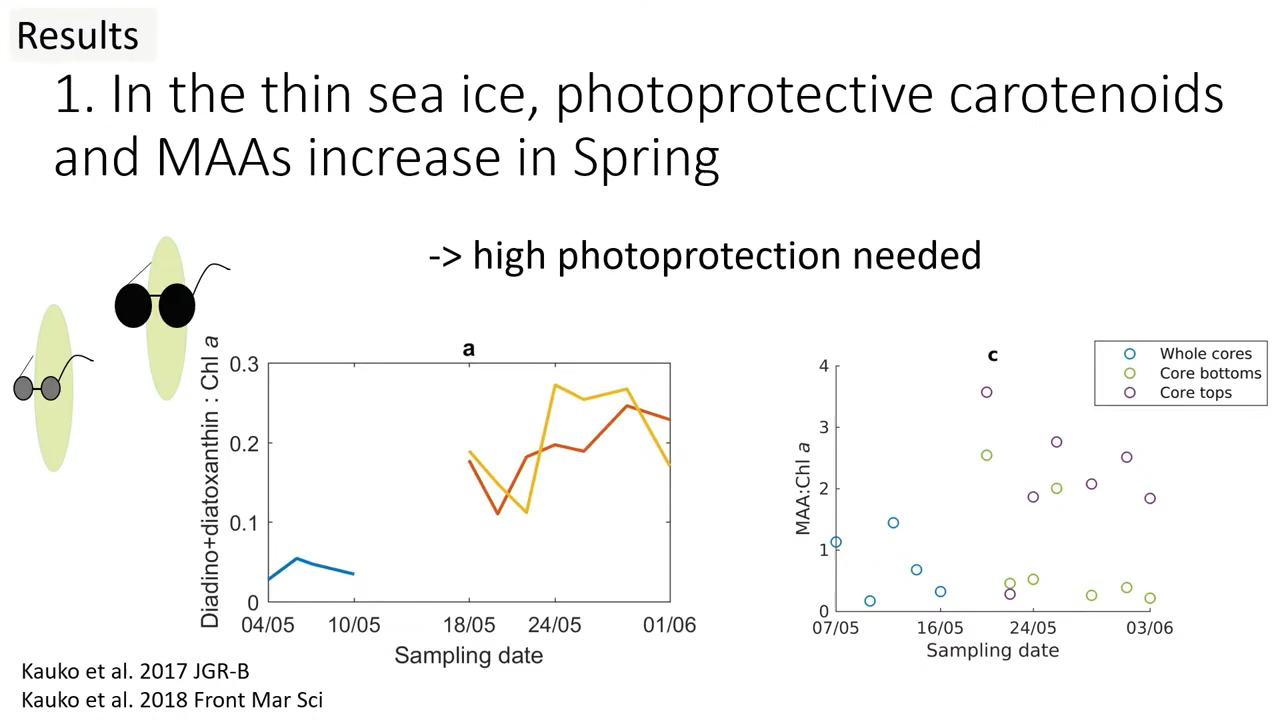 Results
1. In the thin sea ice, photoprotective carotenoids
and MAAs increase in Spring
-> high photoprotection needed
a
Diadino+diatoxanthin : Chl a
0.3
0.2
0.1
0
04/05 10/05 18/05 24/05 01/06
Sampling date
c
Whole cores
Core bottoms
Core tops
MAA:Chl a
4
3
2
1
0
07/05 16/05 24/05 03/06
Sampling date
Kauko et al. 2017 JGR-B
Kauko et al. 2018 Front Mar Sci